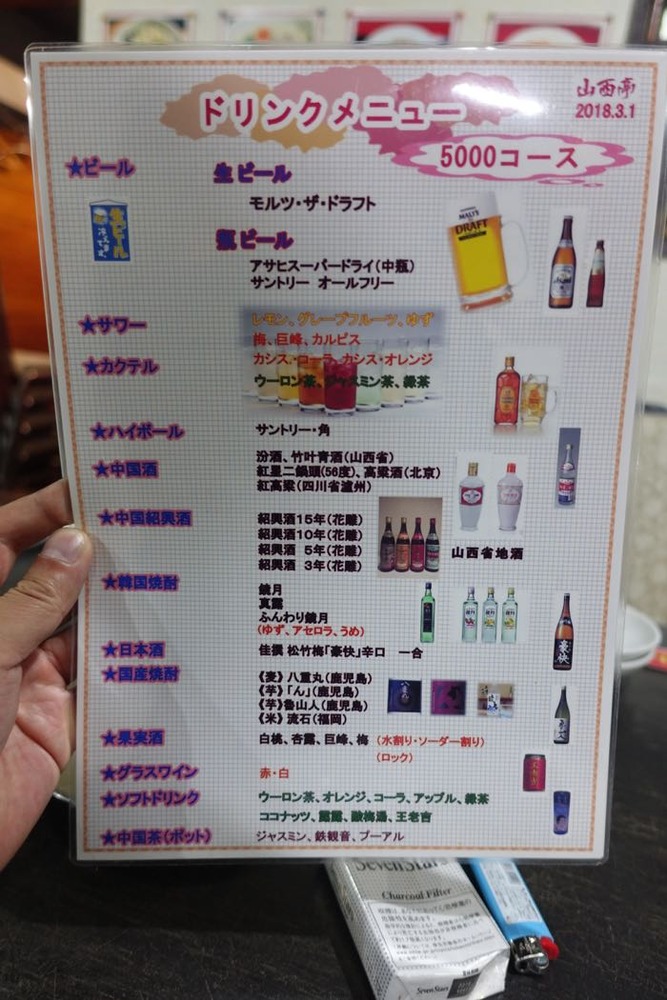 ドリンクメニュー
山西亭
2018.3.1
5000コース
★ビール
生ビール
モルツ・ザ・ドラフト
瓶ビール
アサヒスーパードライ(中瓶)
サントリー オールフリー
生ビール
MALT'S
DRAFT
★サワー
レモン、グレープフルーツ、ゆず
梅、巨峰、カルピス
★カクテル
カシス・コーラ、カシス・オレンジ
ウーロン茶、ジャスミン茶、緑茶
★ハイボール
サントリー・角
★中国酒
汾酒、竹叶青酒(山西省)
紅星二鍋頭(56度)、高粱酒(北京)
紅高粱(四川省瀘州)
★中国紹興酒
紹興酒15年(花雕)
紹興酒10年(花雕)
紹興酒 5年(花雕)
紹興酒 3年(花雕)
山西省地酒
★韓国焼酎
鏡月
真露
ふんわり鏡月
(ゆず、アセロラ、うめ)
★日本酒
佳撰 松竹梅「豪快」辛口 一合
豪快
★国産焼酎
《麦》八重丸(鹿児島)
《芋》「ん」(鹿児島)
《芋》魯山人(鹿児島)
《米》流石(福岡)
★果実酒
白桃、杏露、巨峰、梅 (水割り・ソーダー割り)
(ロック)
★グラスワイン
赤・白
★ソフトドリンク
ウーロン茶、オレンジ、コーラ、アップル、緑茶
ココナッツ、露露、酸梅湯、王老吉
★中国茶(ポット)
ジャスミン、鉄観音、プーアル
SevenStars
Charcoal Filter
SevenStars